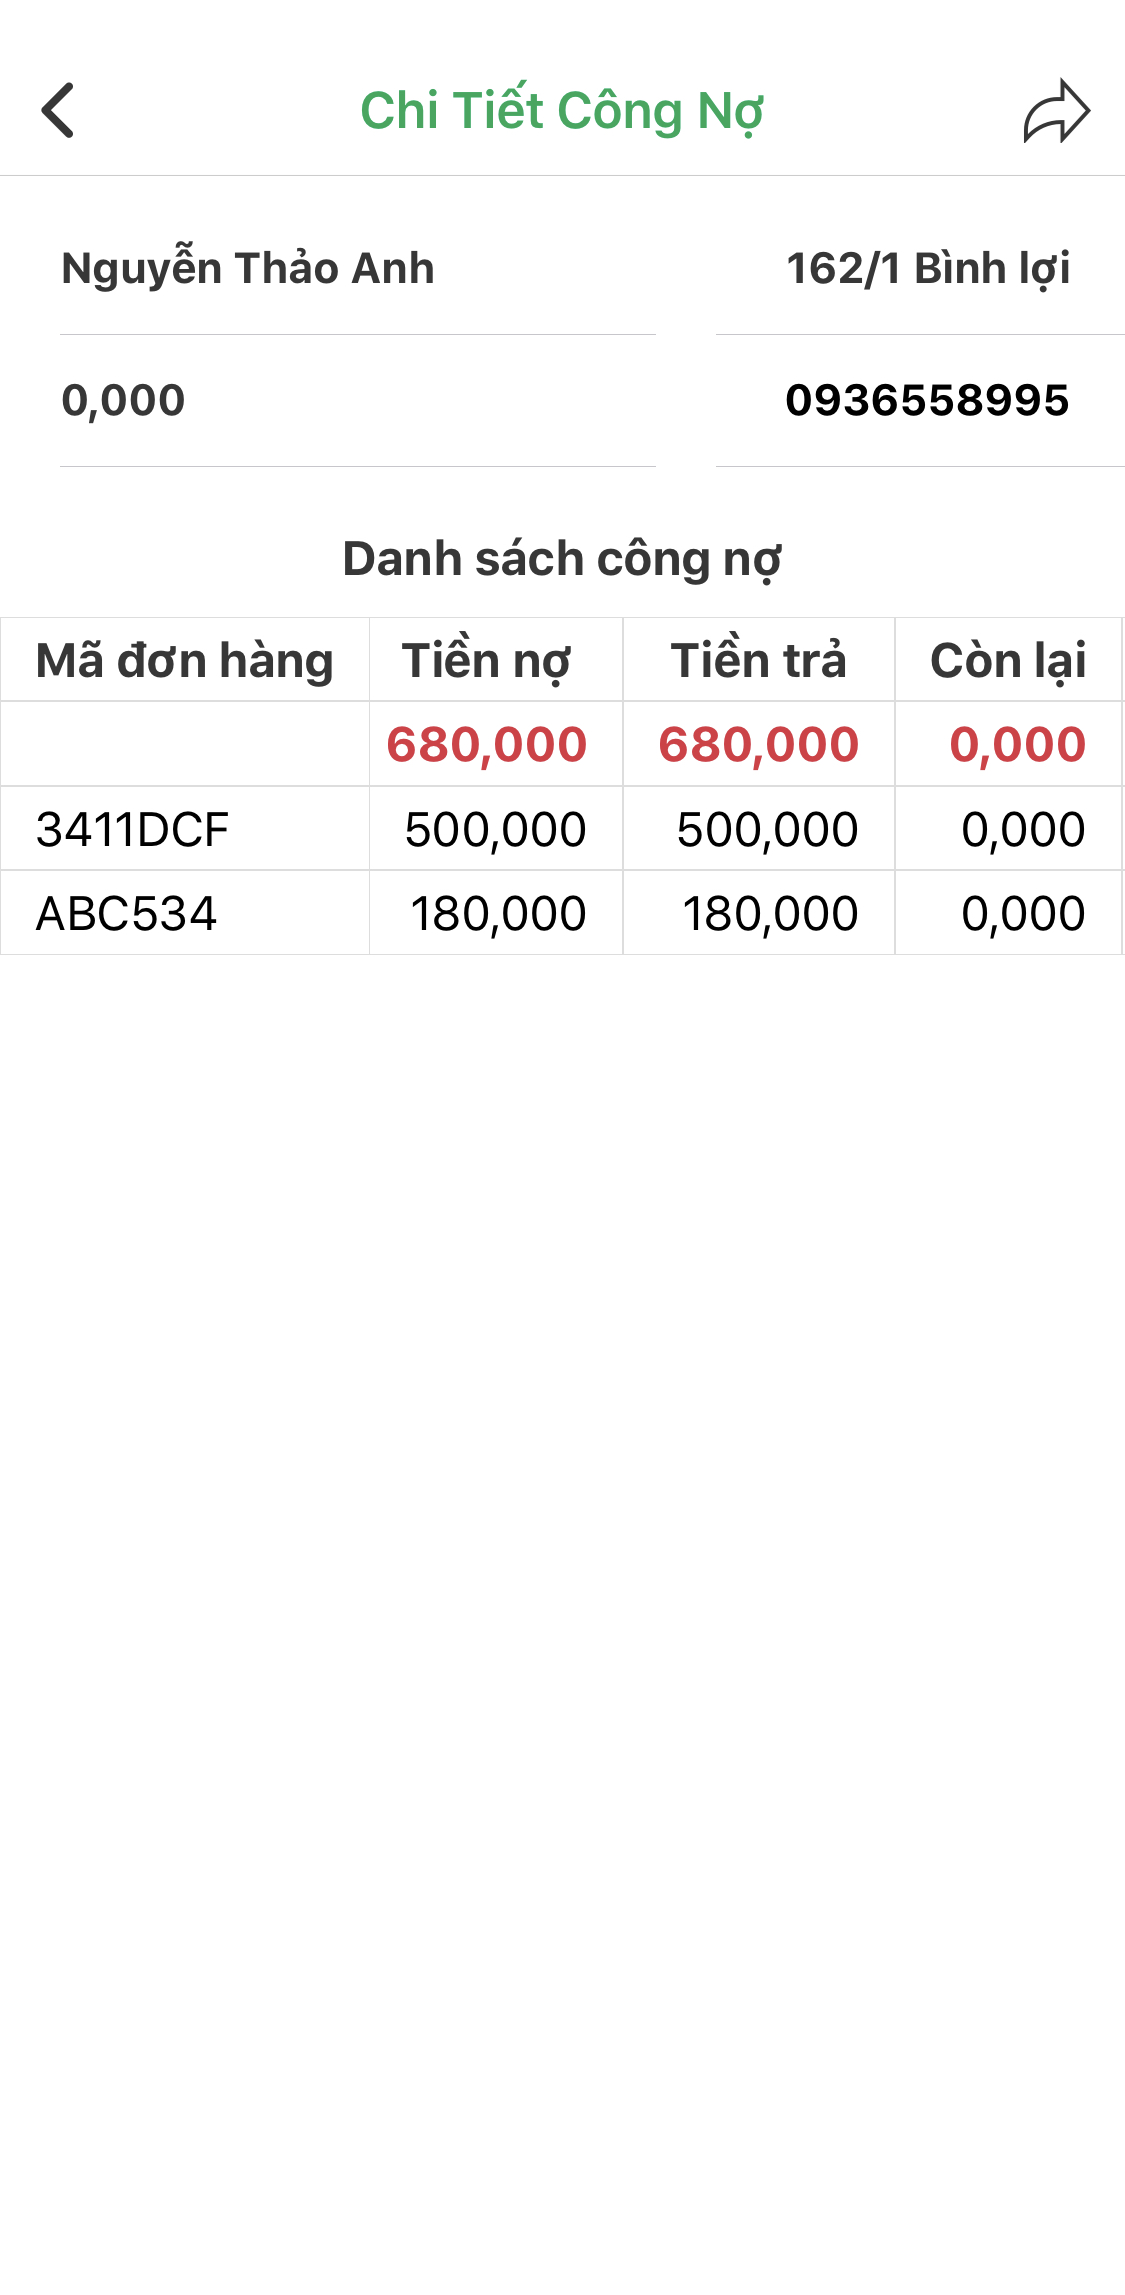 Chi Tiết Công Nợ
Nguyễn Thảo Anh 162/1 Bình lợi
0,000 0936558995
Danh sách công nợ
Mã đơn hàng Tiền nợ Tiền trả Còn lại
680,000 680,000 0,000
3411DCF 500,000 500,000 0,000
ABC534 180,000 180,000 0,000